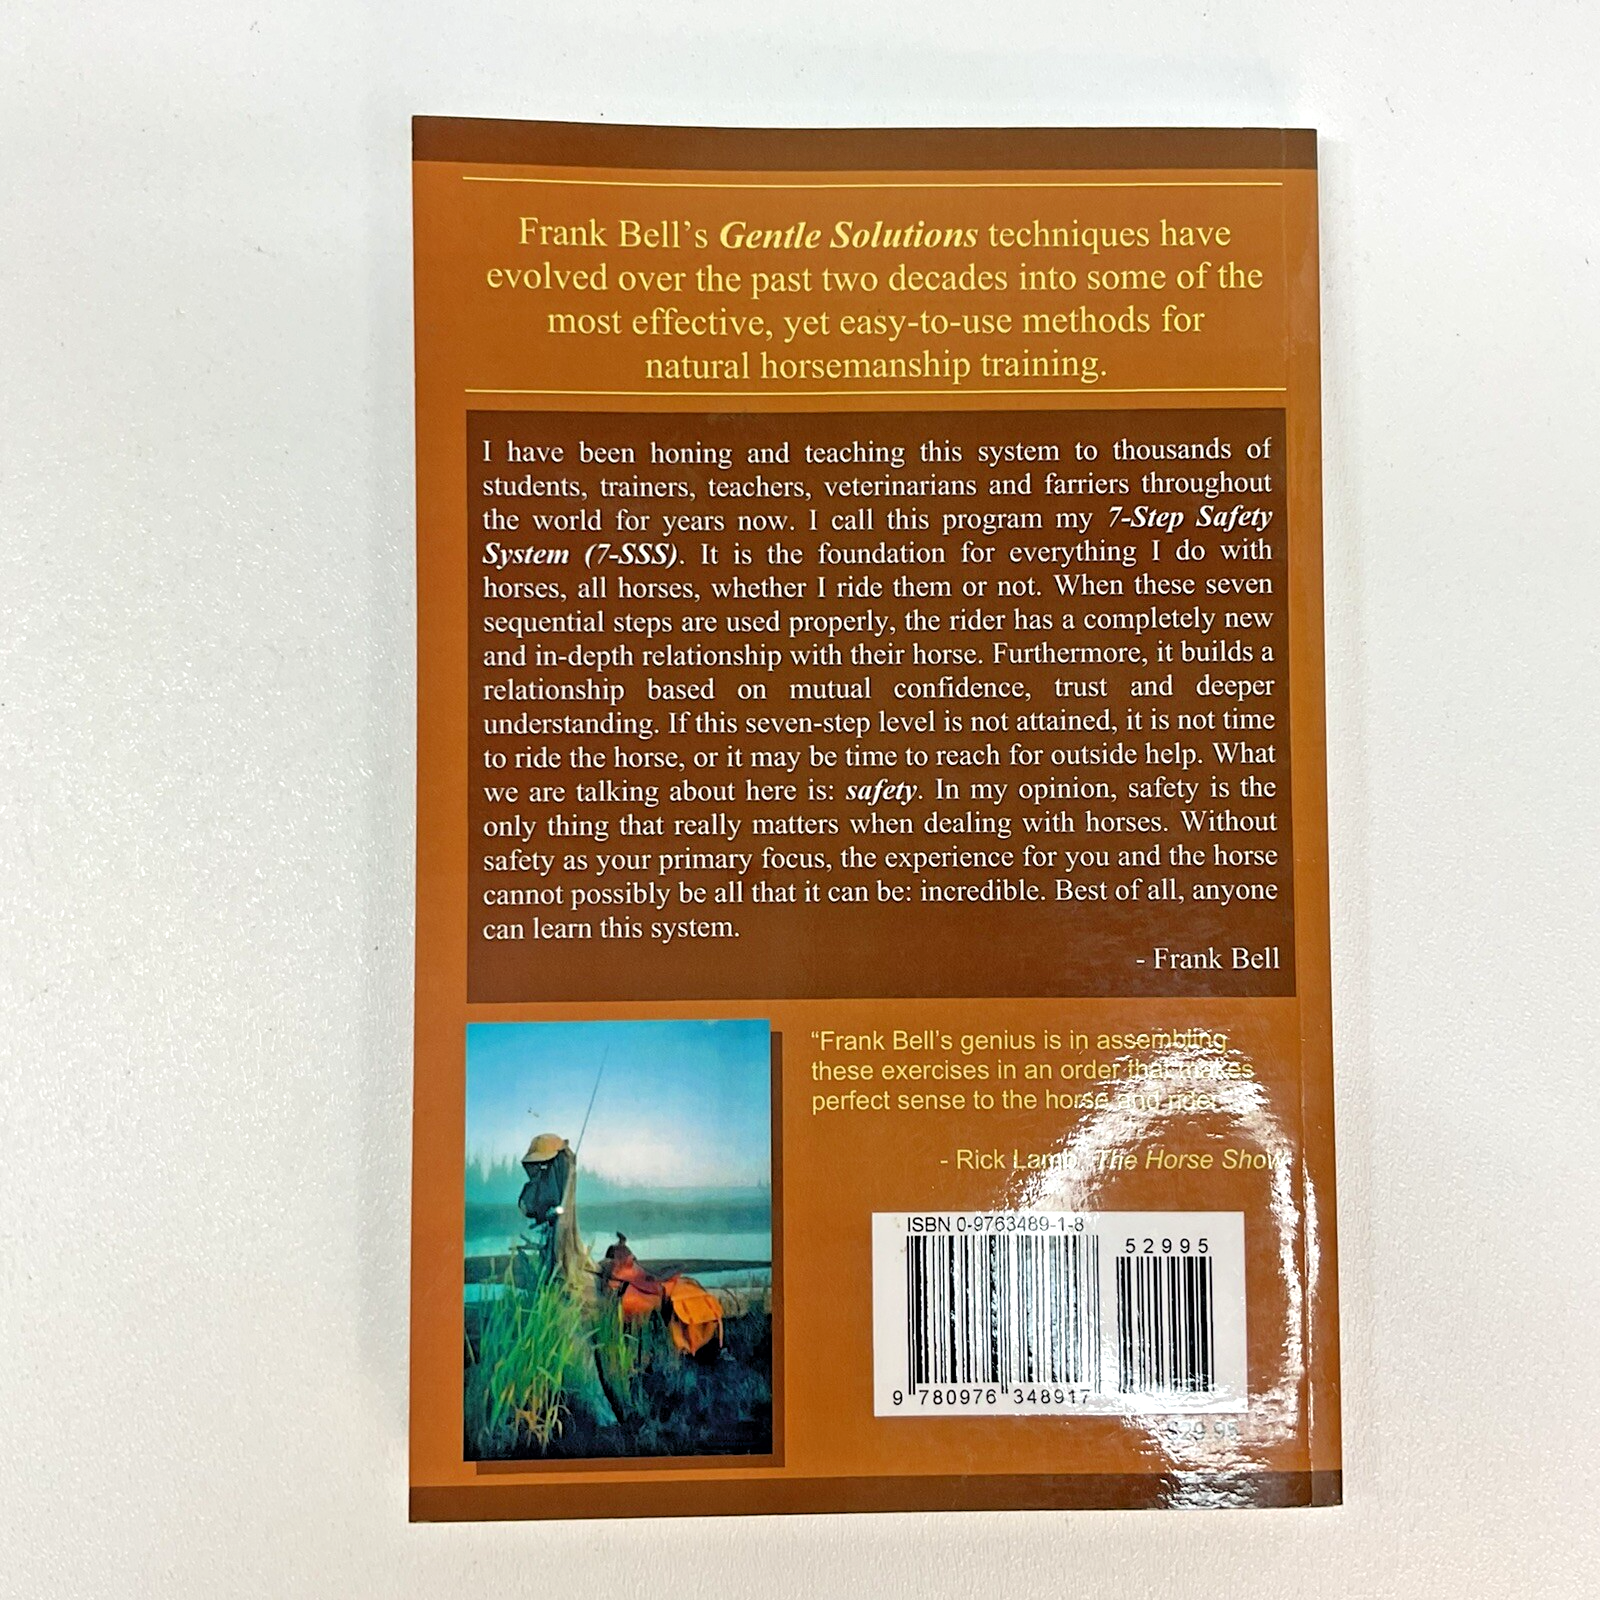 Frank Bell's Gentle Solutions techniques have
evolved over the past two decades into some of the
most effective, yet easy-to-use methods for
natural horsemanship training.
I have been honing and teaching this system to thousands of
students, trainers, teachers, veterinarians and farriers throughout
the world for years now. I call this program my 7-Step Safety
System (7-SSS). It is the foundation for everything I do with
horses, all horses, whether I ride them or not. When these seven
sequential steps are used properly, the rider has a completely new
and in-depth relationship with their horse. Furthermore, it builds a
relationship based on mutual confidence, trust and deeper
understanding. If this seven-step level is not attained, it is not time
to ride the horse, or it may be time to reach for outside help. What
we are talking about here is: safety. In my opinion, safety is the
only thing that really matters when dealing with horses. Without
safety as your primary focus, the experience for you and the horse
cannot possibly be all that it can be: incredible. Best of all, anyone
can learn this system.
- Frank Bell
“Frank Bell's genius is in assembling
these exercises in an order that makes
perfect sense to the horse and rider
- Rick Lamb, The Horse Show
ISBN 0-9763489-1-8
52995
9 780976 348917
$29.95